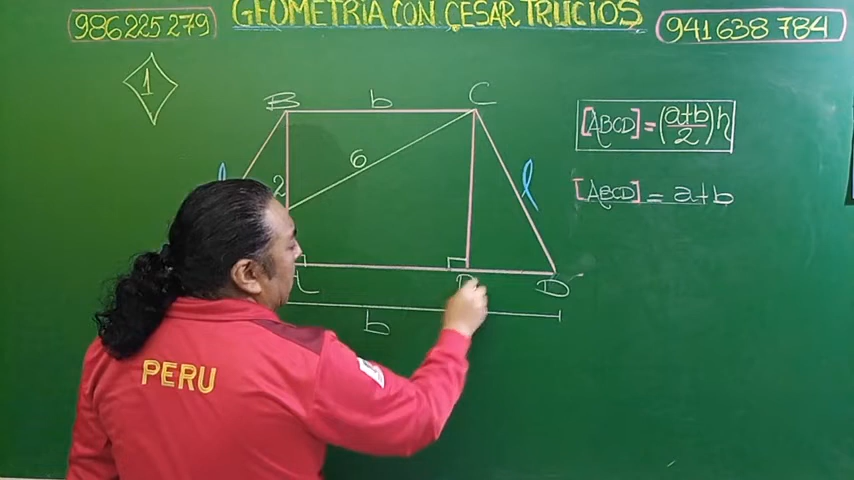 986 225 279
GEOMETRIA CON CESAR TRUCIOS
941 638 784
1
B
b
C
[ABCD] = (a+b/2)h
6
l
l
2
[ABCD] = a+b
D
b
PERU